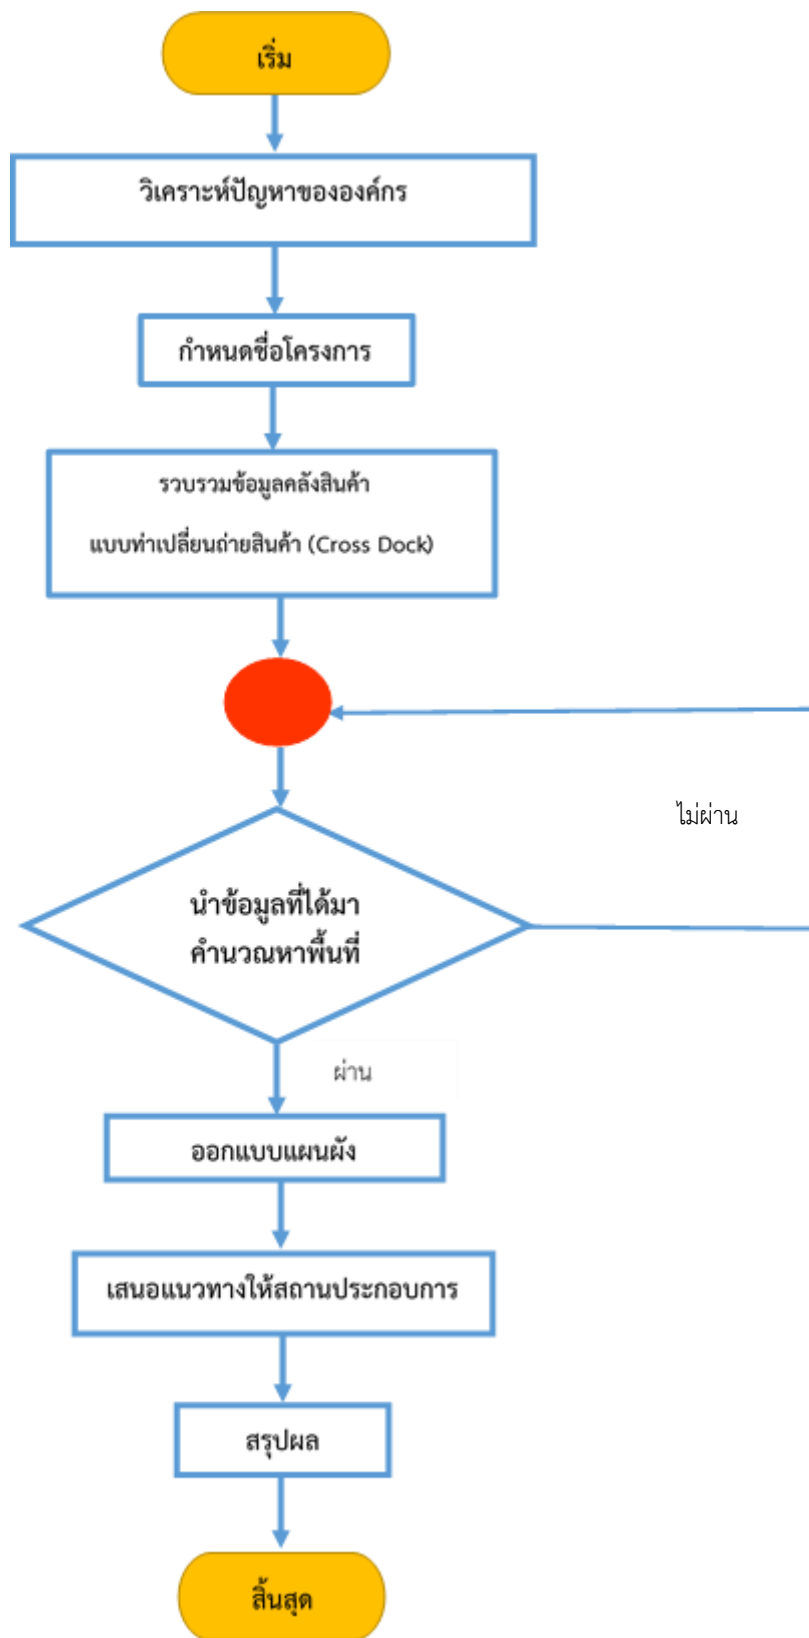 เริ่ม
วิเคราะห์ปัญหาขององค์กร
กำหนดชื่อโครงการ
รวบรวมข้อมูลคลังสินค้า
แบบท่าเปลี่ยนถ่ายสินค้า (Cross Dock)
ไม่ผ่าน
นำข้อมูลที่ได้มา
คำนวณหาพื้นที่
ผ่าน
ออกแบบแผนผัง
เสนอแนวทางให้สถานประกอบการ
สรุปผล
สิ้นสุด